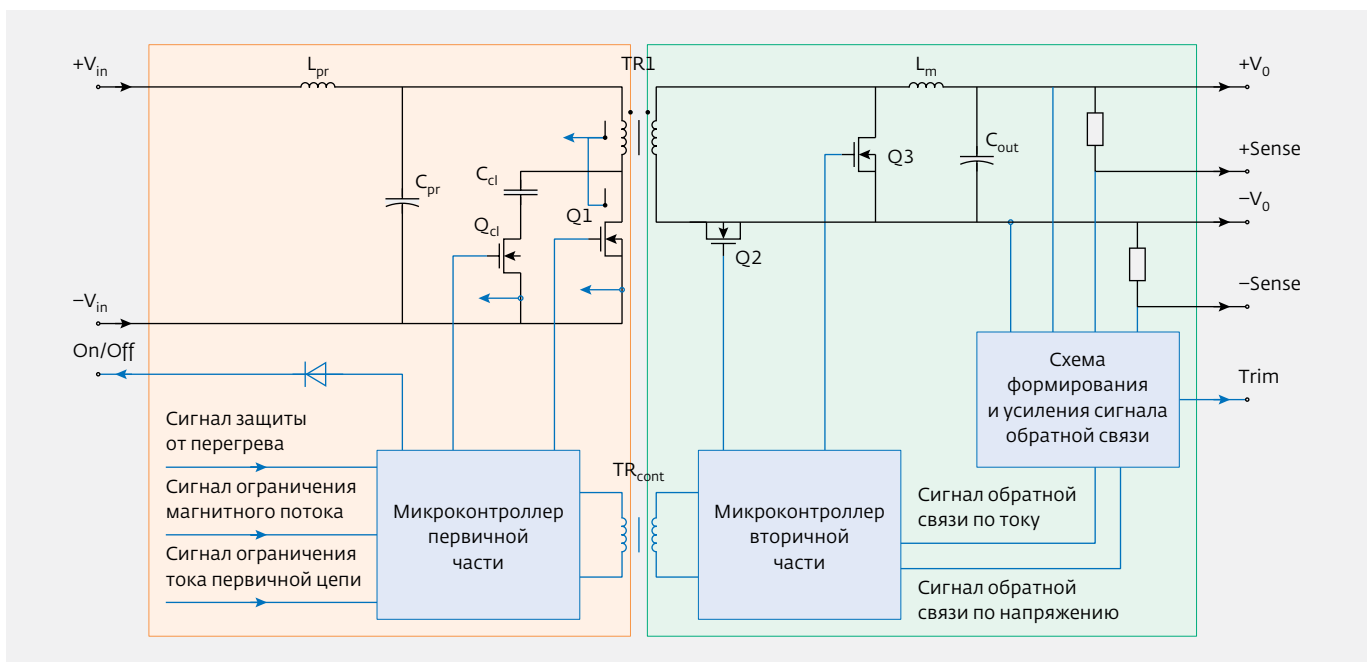 +Vin
Lpr
TR1
Lm
+V0
Cpr
Ccl
Qcl
Q1
Q3
Cout
+Sense
−V0
Q2
−Vin
−Sense
On/Off
Схема
формирования
и усиления сигнала
обратной связи
Trim
Сигнал защиты
от перегрева
Сигнал ограничения
магнитного потока
Сигнал ограничения
тока первичной цепи
Микроконтроллер
первичной
части
TRcont
Микроконтроллер
вторичной
части
Сигнал обратной
связи по току
Сигнал обратной
связи по напряжению